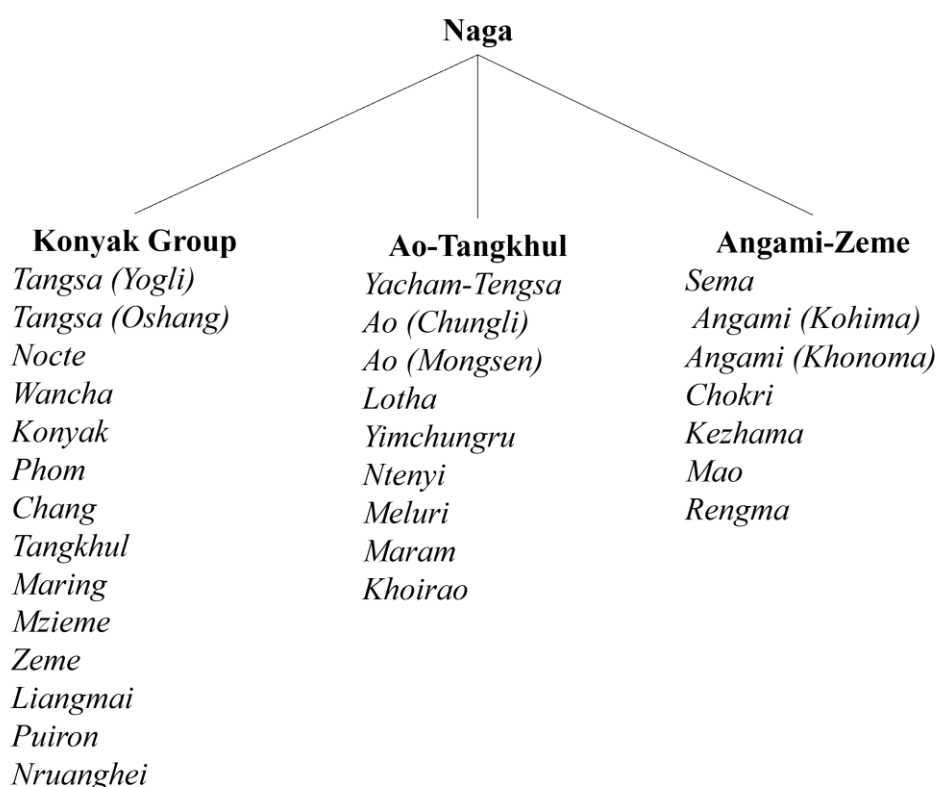 Naga
Konyak Group
Tangsa (Yogli)
Tangsa (Oshang)
Nocte
Wancha
Konyak
Phom
Chang
Tangkhul
Maring
Mzieme
Zeme
Liangmai
Puiron
Nruanghei
Ao-Tangkhul
Yacham-Tengsa
Ao (Chungli)
Ao (Mongsen)
Lotha
Yimchungru
Ntenyi
Meluri
Maram
Khoirao
Angami-Zeme
Sema
Angami (Kohima)
Angami (Khonoma)
Chokri
Kezhama
Mao
Rengma